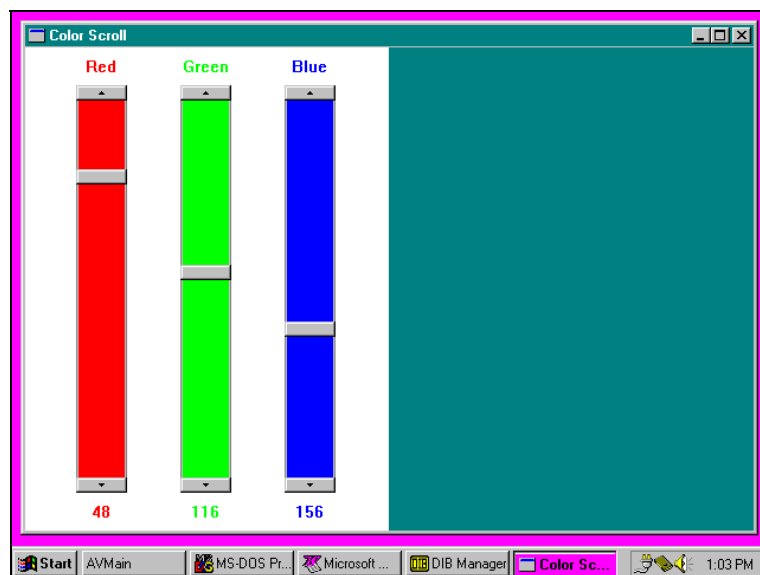 Color Scroll
Red Green Blue
48 116 156
Start AVMain MS-DOS Pr... Microsoft ... DIB Manager Color Sc... 1:03 PM